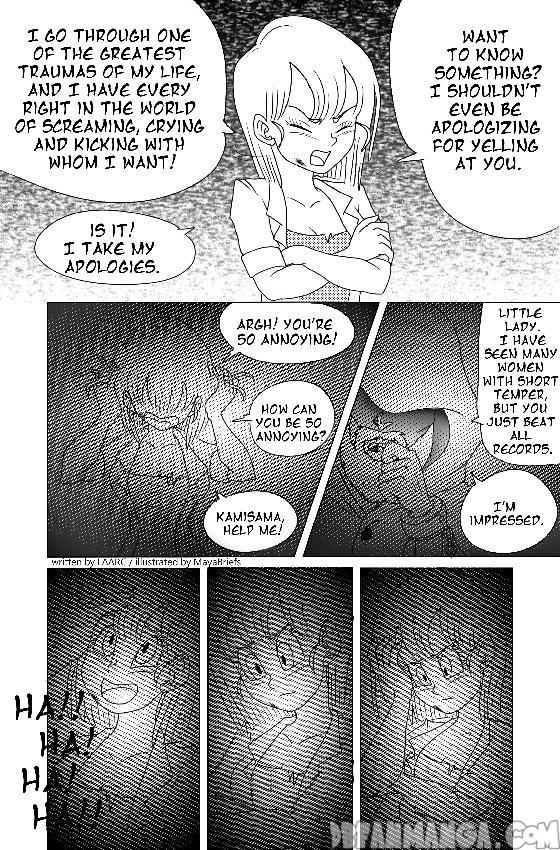 I GO THROUGH ONE
OF THE GREATEST
TRAUMAS OF MY LIFE,
AND I HAVE EVERY
RIGHT IN THE WORLD
OF SCREAMING, CRYING
AND KICKING WITH
WHOM I WANT!
WANT
TO KNOW
SOMETHING?
I SHOULDN'T
EVEN BE
APOLOGIZING
FOR YELLING
AT YOU.
IS IT!
I TAKE MY
APOLOGIES.
ARGH! YOU'RE
SO ANNOYING!
HOW CAN
YOU BE SO
ANNOYING?
KAMISAMA,
HELP ME!
LITTLE
LADY.
I HAVE
SEEN MANY
WOMEN
WITH SHORT
TEMPER,
BUT YOU
JUST BEAT
ALL
RECORDS.
I'M
IMPRESSED.
written by LAARC / illustrated by MayaBriefs
HA!!
HA!
HA!
HA!!
DBFANMANGA.COM